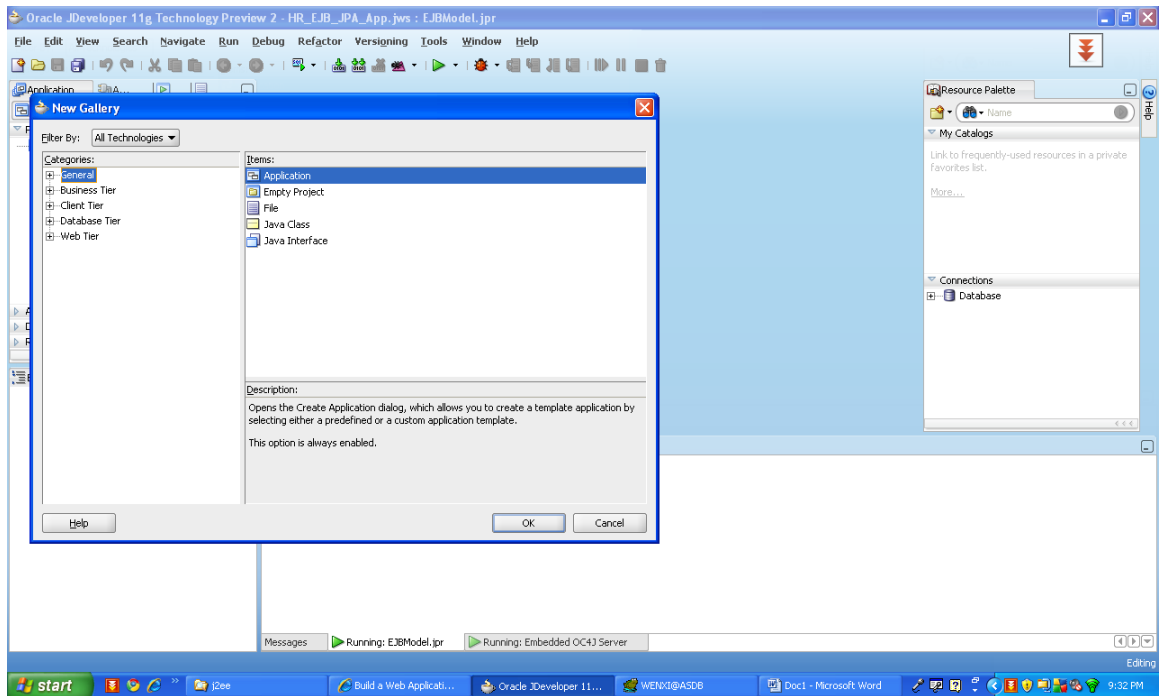 Oracle JDeveloper 11g Technology Preview 2 - HR_EJB_JPA_App.jws : EJBModel.jpr
File Edit View Search Navigate Run Debug Refactor Versioning Tools Window Help
Application
New Gallery
Filter By: All Technologies
Categories:
General
Business Tier
Client Tier
Database Tier
Web Tier
Items:
Application
Empty Project
File
Java Class
Java Interface
Description:
Opens the Create Application dialog, which allows you to create a template application by
selecting either a predefined or a custom application template.
This option is always enabled.
Help
OK
Cancel
Resource Palette
Name
My Catalogs
Link to frequently-used resources in a private
favorites list.
More...
Connections
Database
Help
Messages
Running: EJBModel.jpr
Running: Embedded OC4J Server
Editing
start
j2ee
Build a Web Applicati...
Oracle JDeveloper 11...
WENXI@ASDB
Doc1 - Microsoft Word
9:32 PM